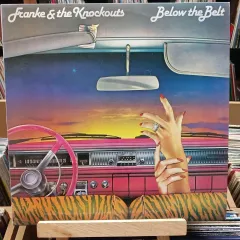 Franke & the Knockouts
Below the Belt